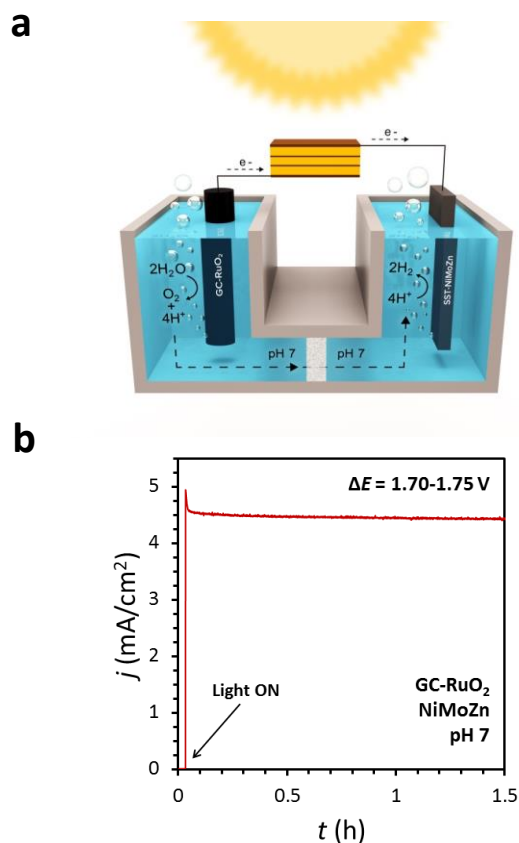 a
e-
e-
2H₂O
O₂
+
4H⁺
GC-RuO₂
2H₂
4H⁺
SST-NiMoZn
pH 7
pH 7
b
ΔE = 1.70-1.75 V
5
4
3
2
1
0
j (mA/cm²)
Light ON
GC-RuO₂
NiMoZn
pH 7
0
0.5
1
1.5
t (h)